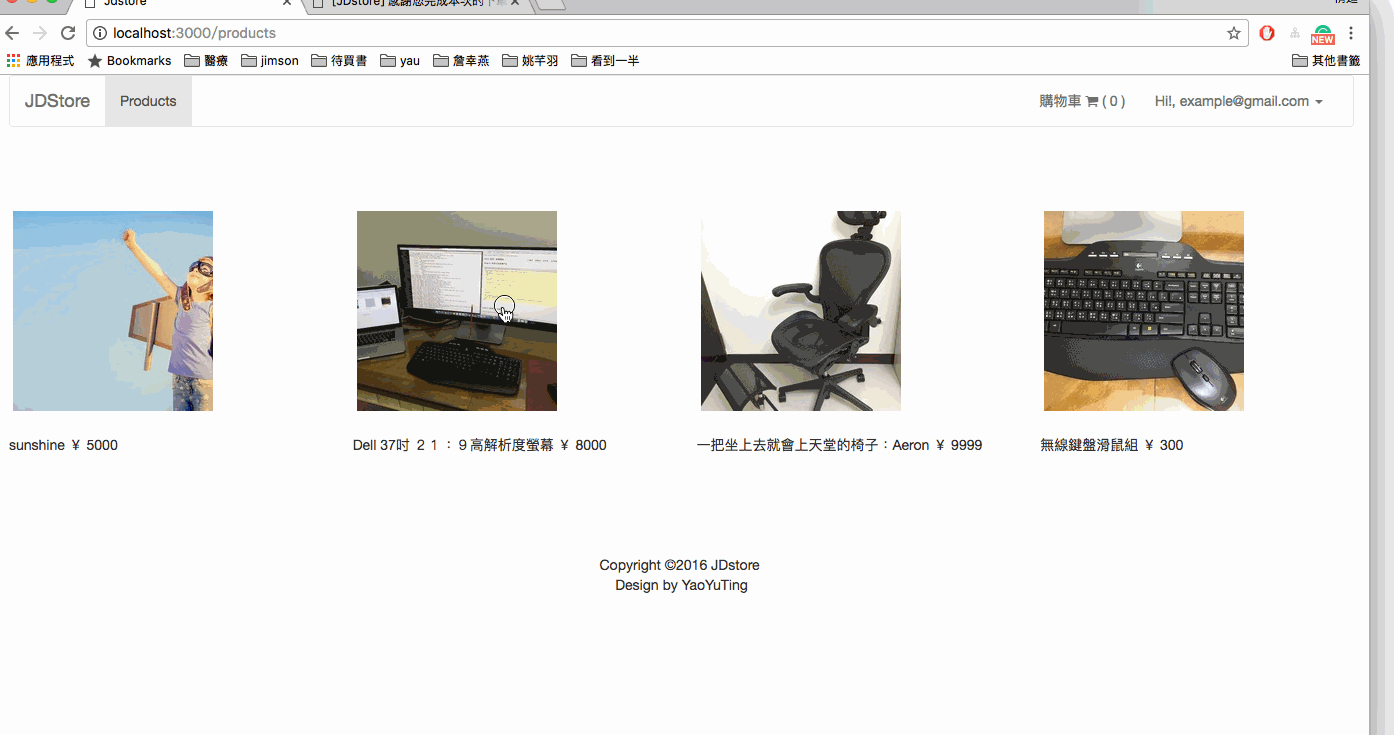 Jdstore
[JDstore] 感謝您完成本次的下單
localhost:3000/products
NEW
應用程式 Bookmarks 醫療 jimson 待買書 yau 詹幸燕 姚芊羽 看到一半 其他書籤
JDStore Products 購物車 ( 0 ) Hi!, example@gmail.com
sunshine ￥ 5000
Dell 37吋 ２１：９高解析度螢幕 ￥ 8000
一把坐上去就會上天堂的椅子：Aeron ￥ 9999
無線鍵盤滑鼠組 ￥ 300
Copyright ©2016 JDstore
Design by YaoYuTing